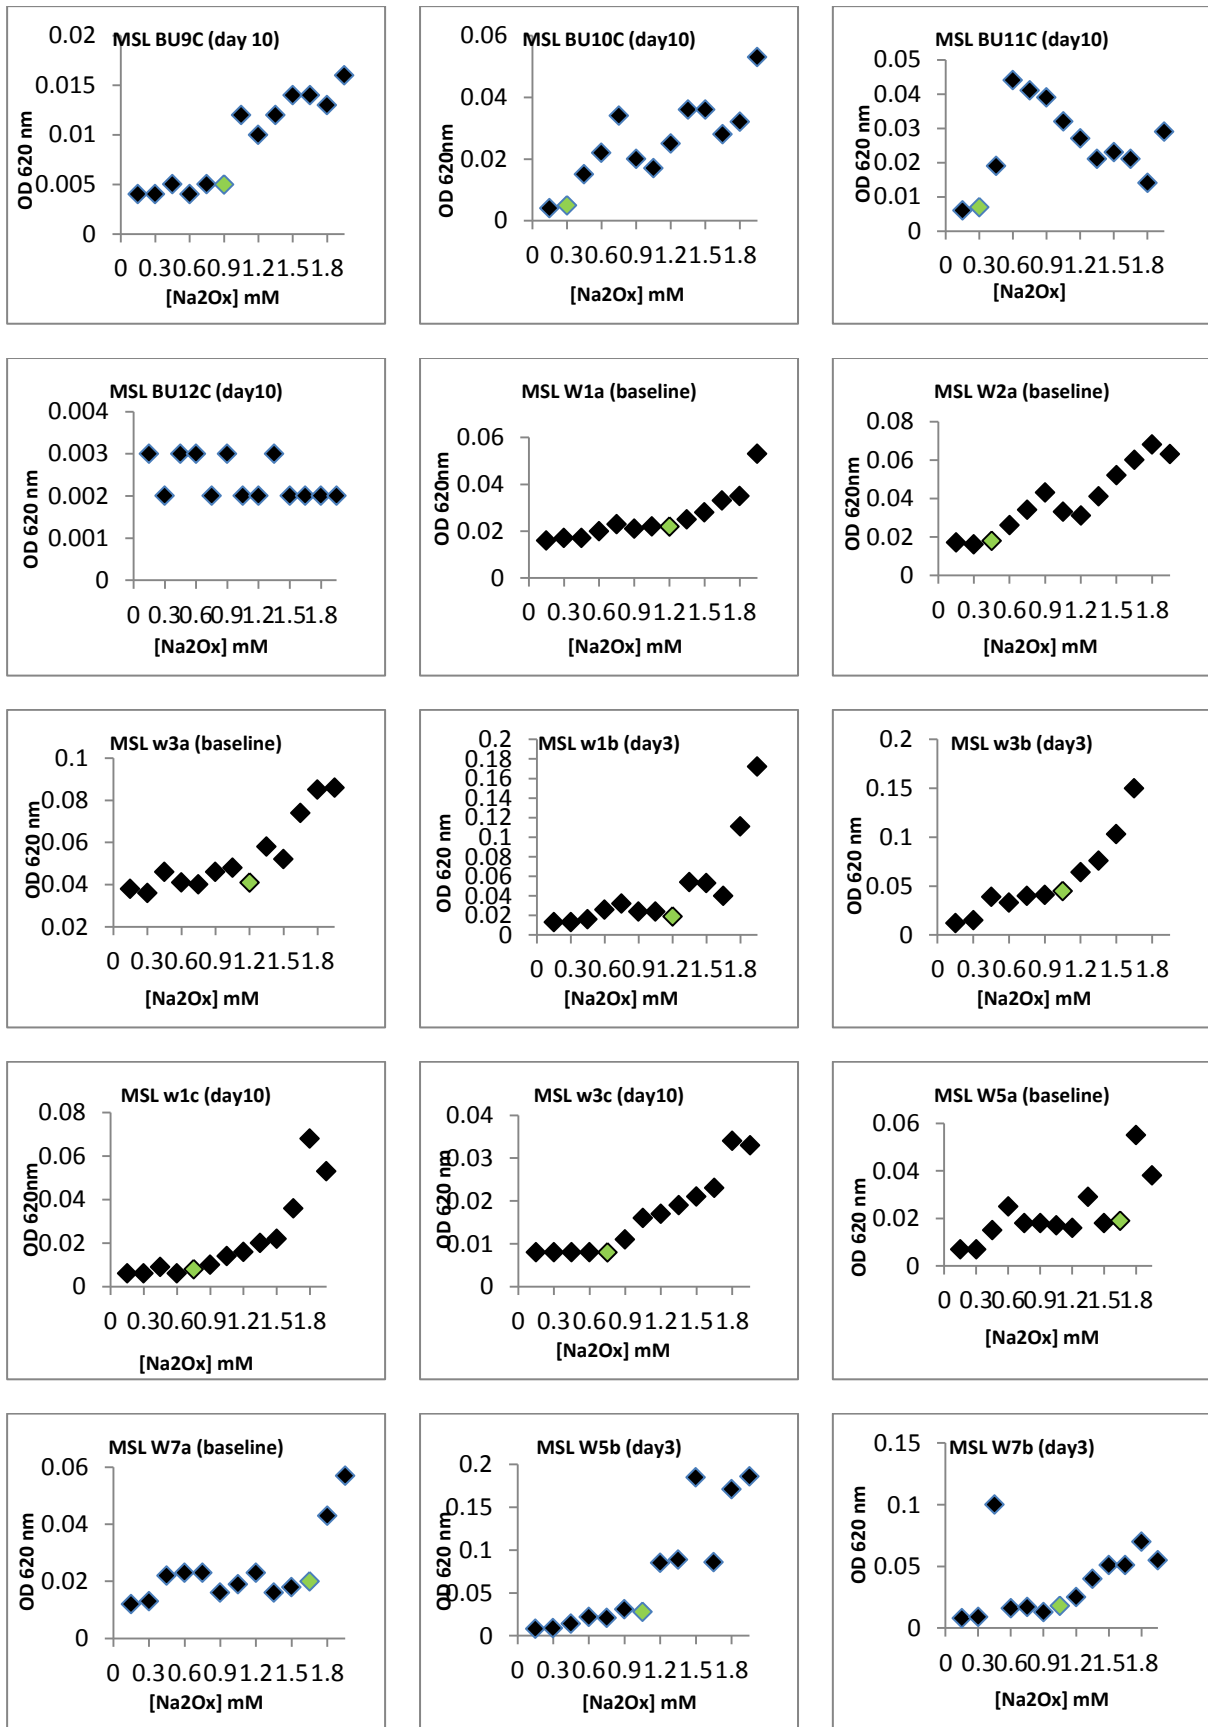 MSL BU9C (day 10)
0.02
0.015
0.01
0.005
0
OD 620 nm
0 0.30.60.91.21.51.8
[Na2Ox] mM
MSL BU10C (day10)
0.06
0.04
0.02
0
OD 620nm
0 0.30.60.91.21.51.8
[Na2Ox] mM
MSL BU11C (day10)
0.05
0.04
0.03
0.02
0.01
0
OD 620 nm
0 0.30.60.91.21.51.8
[Na2Ox]
MSL BU12C (day10)
0.004
0.003
0.002
0.001
0
OD 620 nm
0 0.30.60.91.21.51.8
[Na2Ox] mM
MSL W1a (baseline)
0.06
0.04
0.02
0
OD 620nm
0 0.30.60.91.21.51.8
[Na2Ox] mM
MSL W2a (baseline)
0.08
0.06
0.04
0.02
0
OD 620nm
0 0.30.60.91.21.51.8
[Na2Ox] mM
MSL w3a (baseline)
0.1
0.08
0.06
0.04
0.02
OD 620 nm
0 0.30.60.91.21.51.8
[Na2Ox] mM
MSL w1b (day3)
0.2
0.18
0.16
0.14
0.12
0.1
0.08
0.06
0.04
0.02
0
OD 620 nm
0 0.30.60.91.21.51.8
[Na2Ox] mM
MSL w3b (day3)
0.2
0.15
0.1
0.05
0
OD 620 nm
0 0.30.60.91.21.51.8
[Na2Ox] mM
MSL w1c (day10)
0.08
0.06
0.04
0.02
0
OD 620nm
0 0.30.60.91.21.51.8
[Na2Ox] mM
MSL w3c (day10)
0.04
0.03
0.02
0.01
0
OD 620 nm
0 0.30.60.91.21.51.8
[Na2Ox] mM
MSL W5a (baseline)
0.06
0.04
0.02
0
OD 620 nm
0 0.30.60.91.21.51.8
[Na2Ox] mM
MSL W7a (baseline)
0.06
0.04
0.02
0
OD 620 nm
0 0.30.60.91.21.51.8
[Na2Ox] mM
MSL W5b (day3)
0.2
0.15
0.1
0.05
0
OD 620 nm
0 0.30.60.91.21.51.8
[Na2Ox] mM
MSL W7b (day3)
0.15
0.1
0.05
0
OD 620 nm
0 0.30.60.91.21.51.8
[Na2Ox] mM